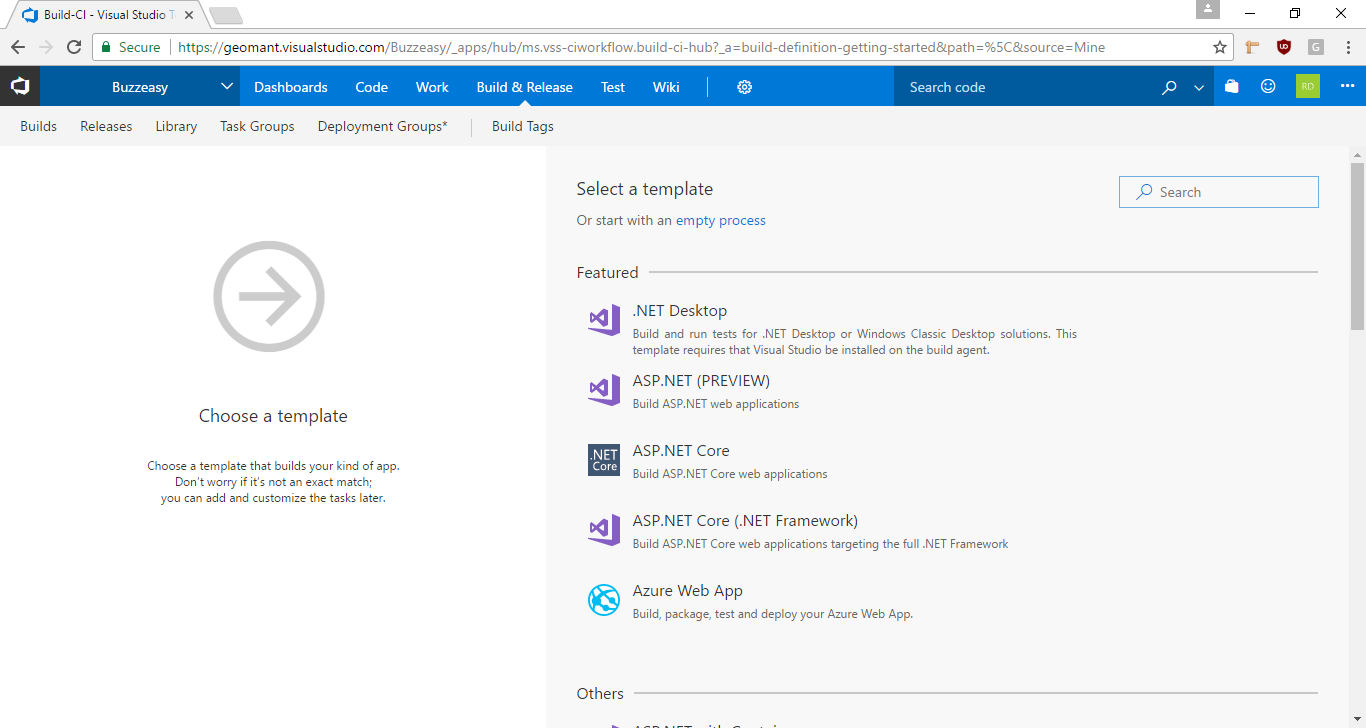 Build-CI - Visual Studio T
Secure https://geomant.visualstudio.com/Buzzeasy/_apps/hub/ms.vss-ciworkflow.build-ci-hub?_a=build-definition-getting-started&path=%5C&source=Mine
Buzzeasy Dashboards Code Work Build & Release Test Wiki Search code RD
Builds Releases Library Task Groups Deployment Groups* Build Tags
Choose a template
Choose a template that builds your kind of app.
Don't worry if it's not an exact match;
you can add and customize the tasks later.
Select a template
Search
Or start with an empty process
Featured
.NET Desktop
Build and run tests for .NET Desktop or Windows Classic Desktop solutions. This
template requires that Visual Studio be installed on the build agent.
ASP.NET (PREVIEW)
Build ASP.NET web applications
.NET
Core
ASP.NET Core
Build ASP.NET Core web applications
ASP.NET Core (.NET Framework)
Build ASP.NET Core web applications targeting the full .NET Framework
Azure Web App
Build, package, test and deploy your Azure Web App.
Others